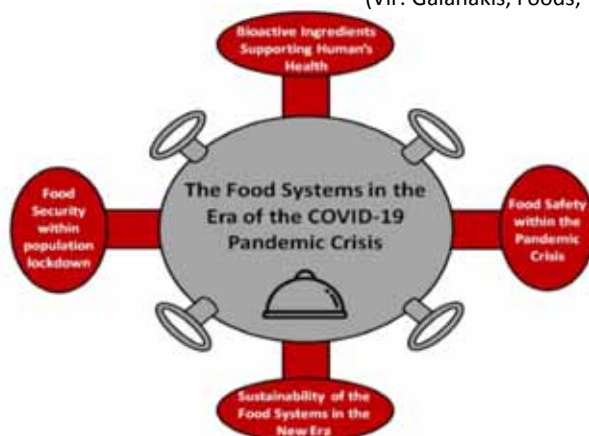 (Vir: Galanakis, Foods,
Bioactive Ingredients
Supporting Human's
Health
The Food Systems in the
Era of the COVID-19
Pandemic Crisis
Food
Security
within
population
lockdown
Food Safety
within the
Pandemic
Crisis
Sustainability of the
Food Systems in the
New Era